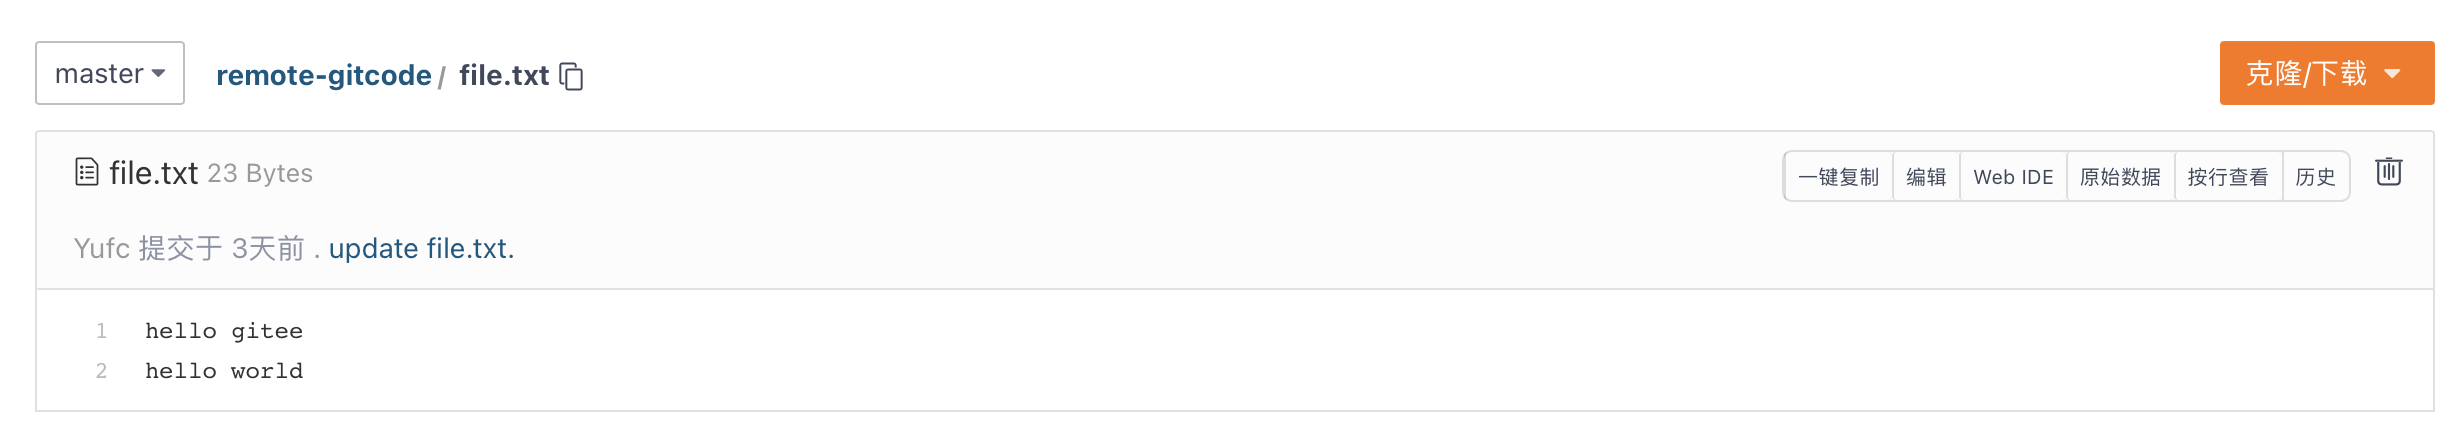 master remote-gitcode / file.txt 克隆/下载
file.txt 23 Bytes 一键复制 编辑 Web IDE 原始数据 按行查看 历史
Yufc 提交于 3天前 . update file.txt.
1 hello gitee
2 hello world